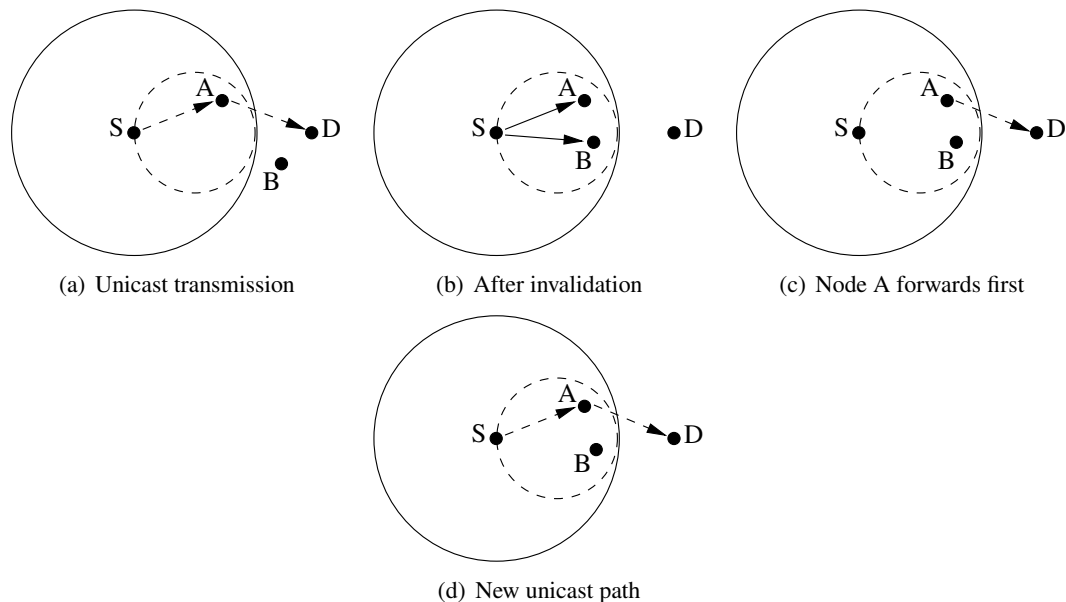 A
S
D
B
(a) Unicast transmission
A
S
D
B
(b) After invalidation
A
S
D
B
(c) Node A forwards first
A
S
D
B
(d) New unicast path